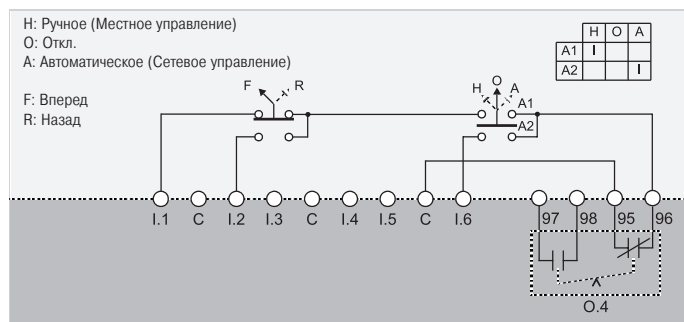 H: Ручное (Местное управление)
O: Откл.
A: Автоматическое (Сетевое управление)
F: Вперед
R: Назад
H O A
A1 I
A2 I
F R
H O A
A1
A2
I.1 C I.2 I.3 C I.4 I.5 C I.6 97 98 95 96
O.4